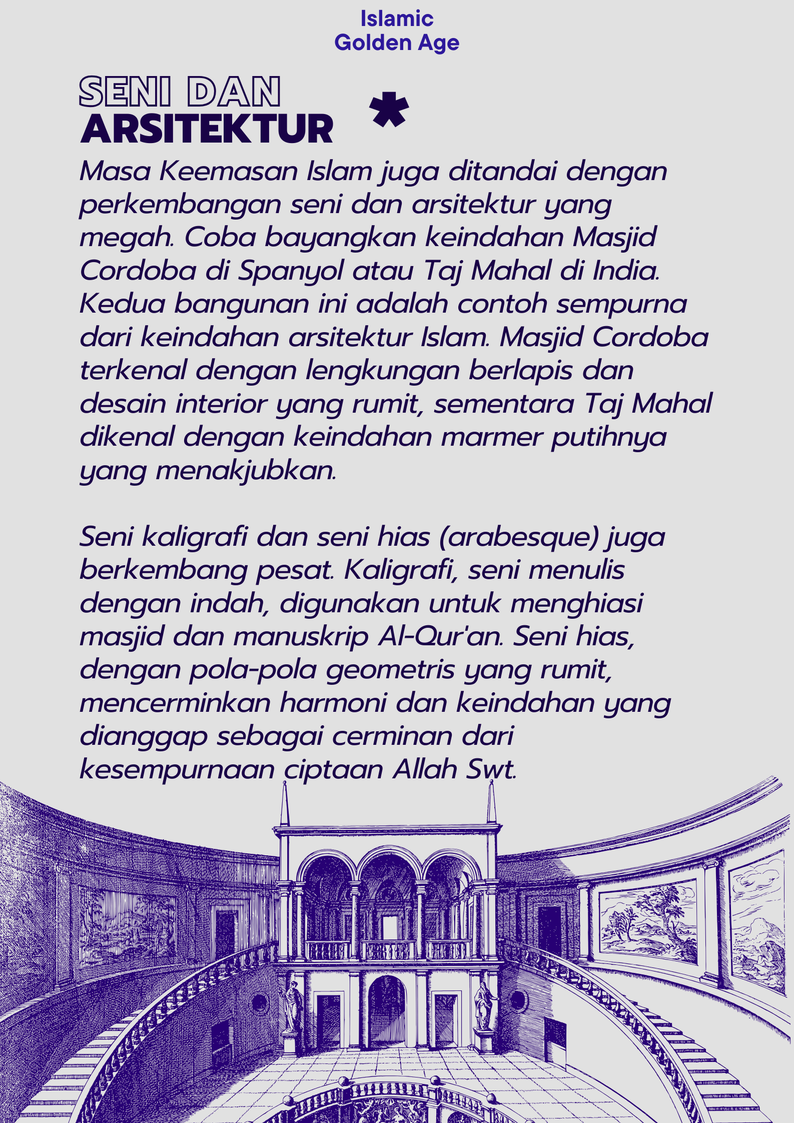 Islamic
Golden Age
SENI DAN
ARSITEKTUR *
Masa Keemasan Islam juga ditandai dengan
perkembangan seni dan arsitektur yang
megah. Coba bayangkan keindahan Masjid
Cordoba di Spanyol atau Taj Mahal di India.
Kedua bangunan ini adalah contoh sempurna
dari keindahan arsitektur Islam. Masjid Cordoba
terkenal dengan lengkungan berlapis dan
desain interior yang rumit, sementara Taj Mahal
dikenal dengan keindahan marmer putihnya
yang menakjubkan.
Seni kaligrafi dan seni hias (arabesque) juga
berkembang pesat. Kaligrafi, seni menulis
dengan indah, digunakan untuk menghiasi
masjid dan manuskrip Al-Qur'an. Seni hias,
dengan pola-pola geometris yang rumit,
mencerminkan harmoni dan keindahan yang
dianggap sebagai cerminan dari
kesempurnaan ciptaan Allah Swt.